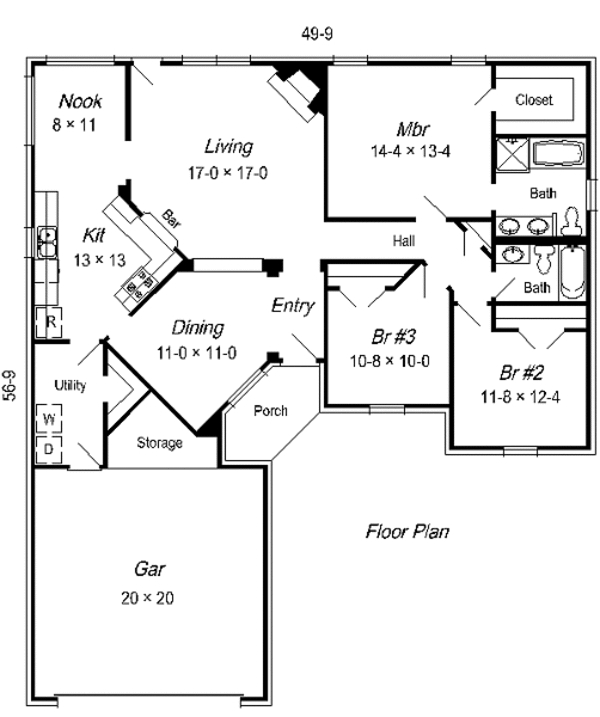 49-9
Nook
8 × 11
Living
17-0 × 17-0
Mbr
14-4 × 13-4
Closet
Bath
Bar
Kit
13 × 13
Hall
Bath
R
Dining
11-0 × 11-0
Entry
Br #3
10-8 × 10-0
Br #2
11-8 × 12-4
56-9
Utility
W
D
Storage
Porch
Floor Plan
Gar
20 × 20